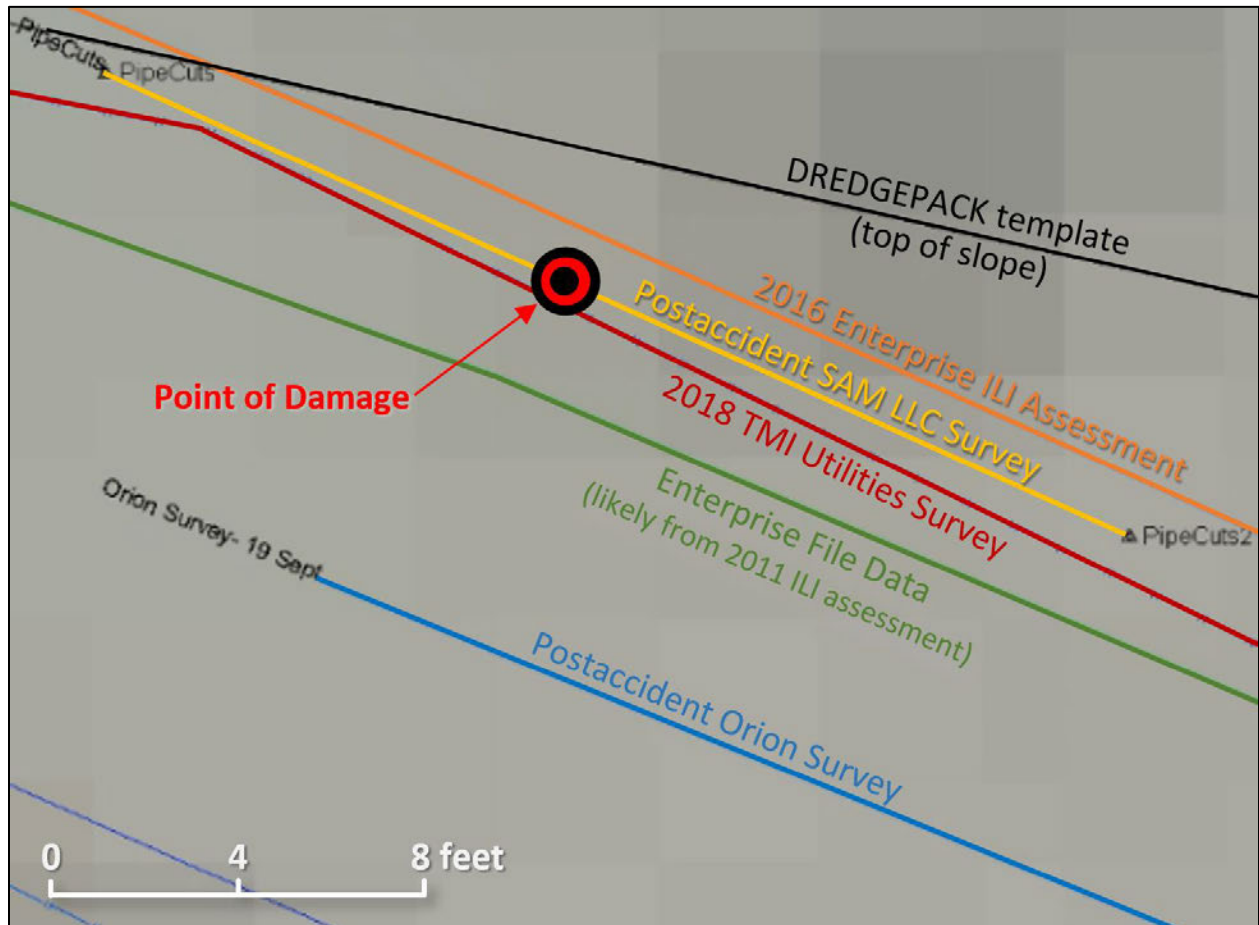 PipeCuts
PipeCuts
DREDGEPACK template
(top of slope)
2016 Enterprise ILI Assessment
Postaccident SAM LLC Survey
2018 TMI Utilities Survey
Point of Damage
Enterprise File Data
(likely from 2011 ILI assessment)
PipeCuts2
Orion Survey- 19 Sept
Postaccident Orion Survey
0 4 8 feet